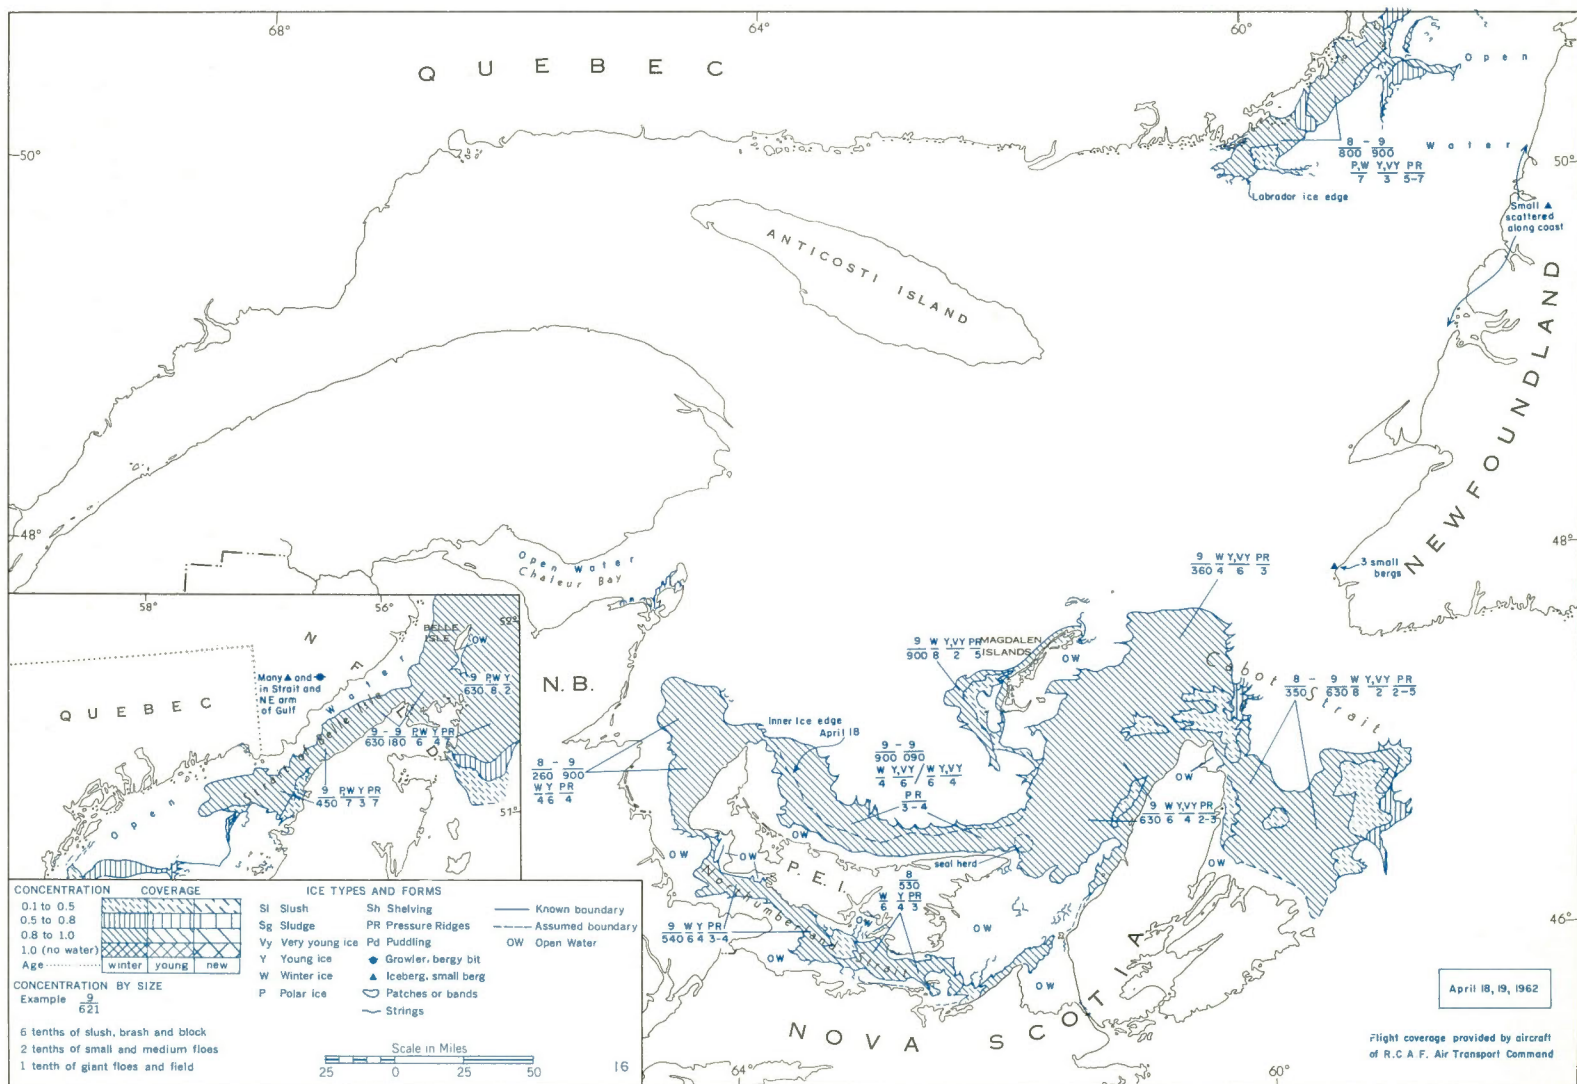 68°
64°
60°
QUEBEC
Open
Water
50°
50°
8 - 9
800 900
P,W Y,VY PR
7 3 5-7
Labrador ice edge
Small ▲
scattered
along coast
ANTICOSTI ISLAND
NEWFOUNDLAND
48°
48°
3 small
bergs
Open Water
Chaleur Bay
9 W Y,VY PR
360 4 6 3
9 W Y,VY PR
900 8 2 5
MAGDALEN
ISLANDS
OW
Cabot Strait
8 - 9 W Y,VY PR
350 630 8 2 2-5
N.B.
Inner Ice edge
April 18
9 - 9
900 090
W Y,VY / W Y,VY
4 6 / 6 4
PR
3-4
8 - 9
260 900
W Y PR
4 6 4
OW
9 W Y,VY PR
630 6 4 2-3
OW
OW
OW
OW
seal herd
P.E.I.
8
530
W Y PR
6 4 3
Northumberland Strait
9 W Y PR
540 6 4 3-4
OW
OW
OW
OW
46°
NOVA SCOTIA
64°
60°
58°
56°
52°
51°
BELLE
ISLE
OW
NFLD
QUEBEC
Many ▲ and
in Strait and
NE arm
of Gulf
Open
Water
Strait of Belle Isle
9 P,W Y
630 8 2
9 - 9 P,W Y PR
630 180 6 4
9 P,W Y PR
450 7 3 7
CONCENTRATION COVERAGE
0.1 to 0.5
0.5 to 0.8
0.8 to 1.0
1.0 (no water)
Age winter young new
CONCENTRATION BY SIZE
Example 9
621
6 tenths of slush, brash and block
2 tenths of small and medium floes
1 tenth of giant floes and field
ICE TYPES AND FORMS
Sl Slush
Sg Sludge
Vy Very young ice
Y Young ice
W Winter ice
P Polar ice
Sh Shelving
PR Pressure Ridges
Pd Puddling
Growler, bergy bit
▲ Iceberg, small berg
Patches or bands
Strings
Known boundary
Assumed boundary
OW Open Water
Scale in Miles
25 0 25 50
16
April 18, 19, 1962
Flight coverage provided by aircraft
of R.C.A.F. Air Transport Command